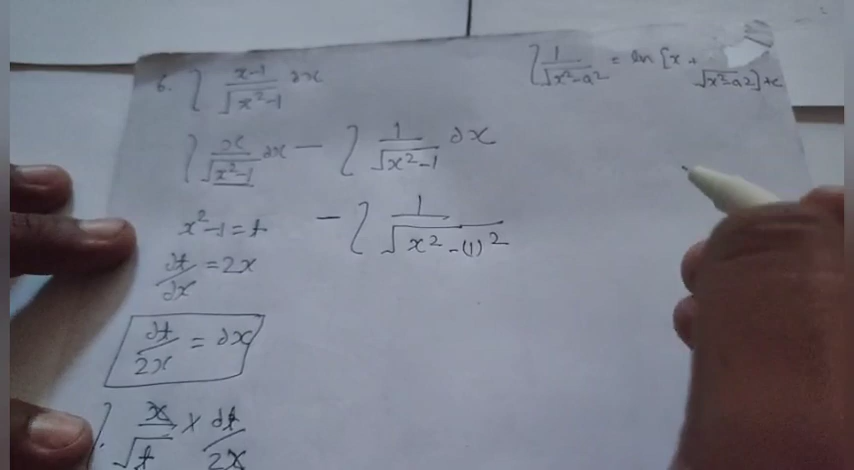 6. ∫ x-1/√x²-1 dx
∫ 1/√x²-a² = ln [x + √x²-a²] + c
∫ x/√x²-1 dx - ∫ 1/√x²-1 dx
x²-1 = t
- ∫ 1/√x²-(1)²
dt/dx = 2x
dt/2x = dx
∫ x/√t × dt/2x